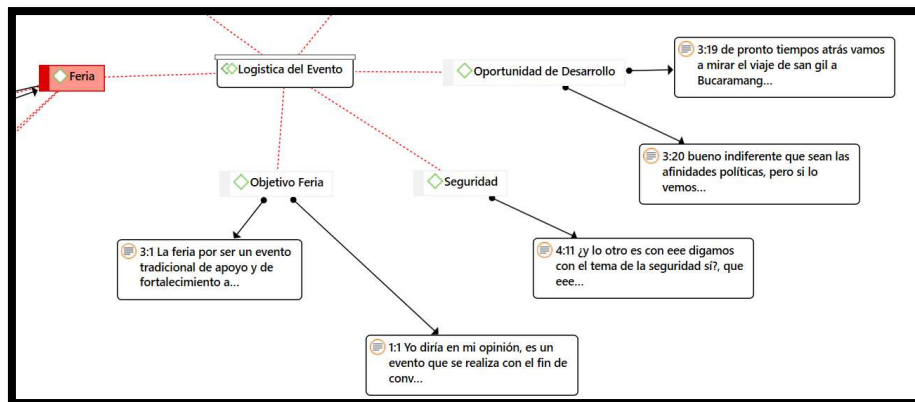 Feria
Logistica del Evento
Oportunidad de Desarrollo
3:19 de pronto tiempos atrás vamos
a mirar el viaje de san gil a
Bucaramang...
3:20 bueno indiferente que sean las
afinidades políticas, pero si lo
vemos...
Objetivo Feria
Seguridad
3:1 La feria por ser un evento
tradicional de apoyo y de
fortalecimiento a...
4:11 ¿y lo otro es con eee digamos
con el tema de la seguridad sí?, que
eee...
1:1 Yo diría en mi opinión, es un
evento que se realiza con el fin de
conv...